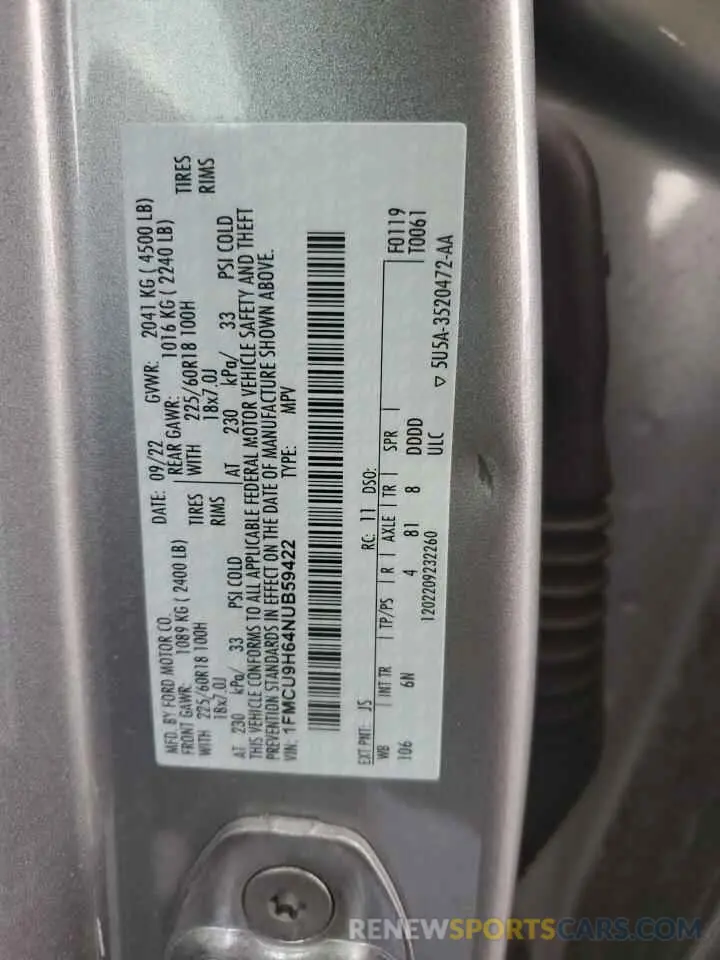 MFD. BY FORD MOTOR CO.
DATE: 09/22 GVWR: 2041 KG ( 4500 LB)
FRONT GAWR: 1089 KG ( 2400 LB)
REAR GAWR: 1016 KG ( 2240 LB)
WITH 225/60R18 100H TIRES
WITH 225/60R18 100H TIRES
18x7.0J RIMS
18x7.0J RIMS
AT 230 kPa/ 33 PSI COLD
AT 230 kPa/ 33 PSI COLD
THIS VEHICLE CONFORMS TO ALL APPLICABLE FEDERAL MOTOR VEHICLE SAFETY AND THEFT
PREVENTION STANDARDS IN EFFECT ON THE DATE OF MANUFACTURE SHOWN ABOVE.
VIN: 1FMCU9H64NUB59422 TYPE: MPV
EXT PNT: JS RC: 11 DSO: F0119
WB INT TR TP/PS R AXLE TR SPR T0061
106 6N 4 81 8 DDDD
1202209232260 ULC ▽ 5U5A-3520472-AA
RENEWSPORTSCARS.COM